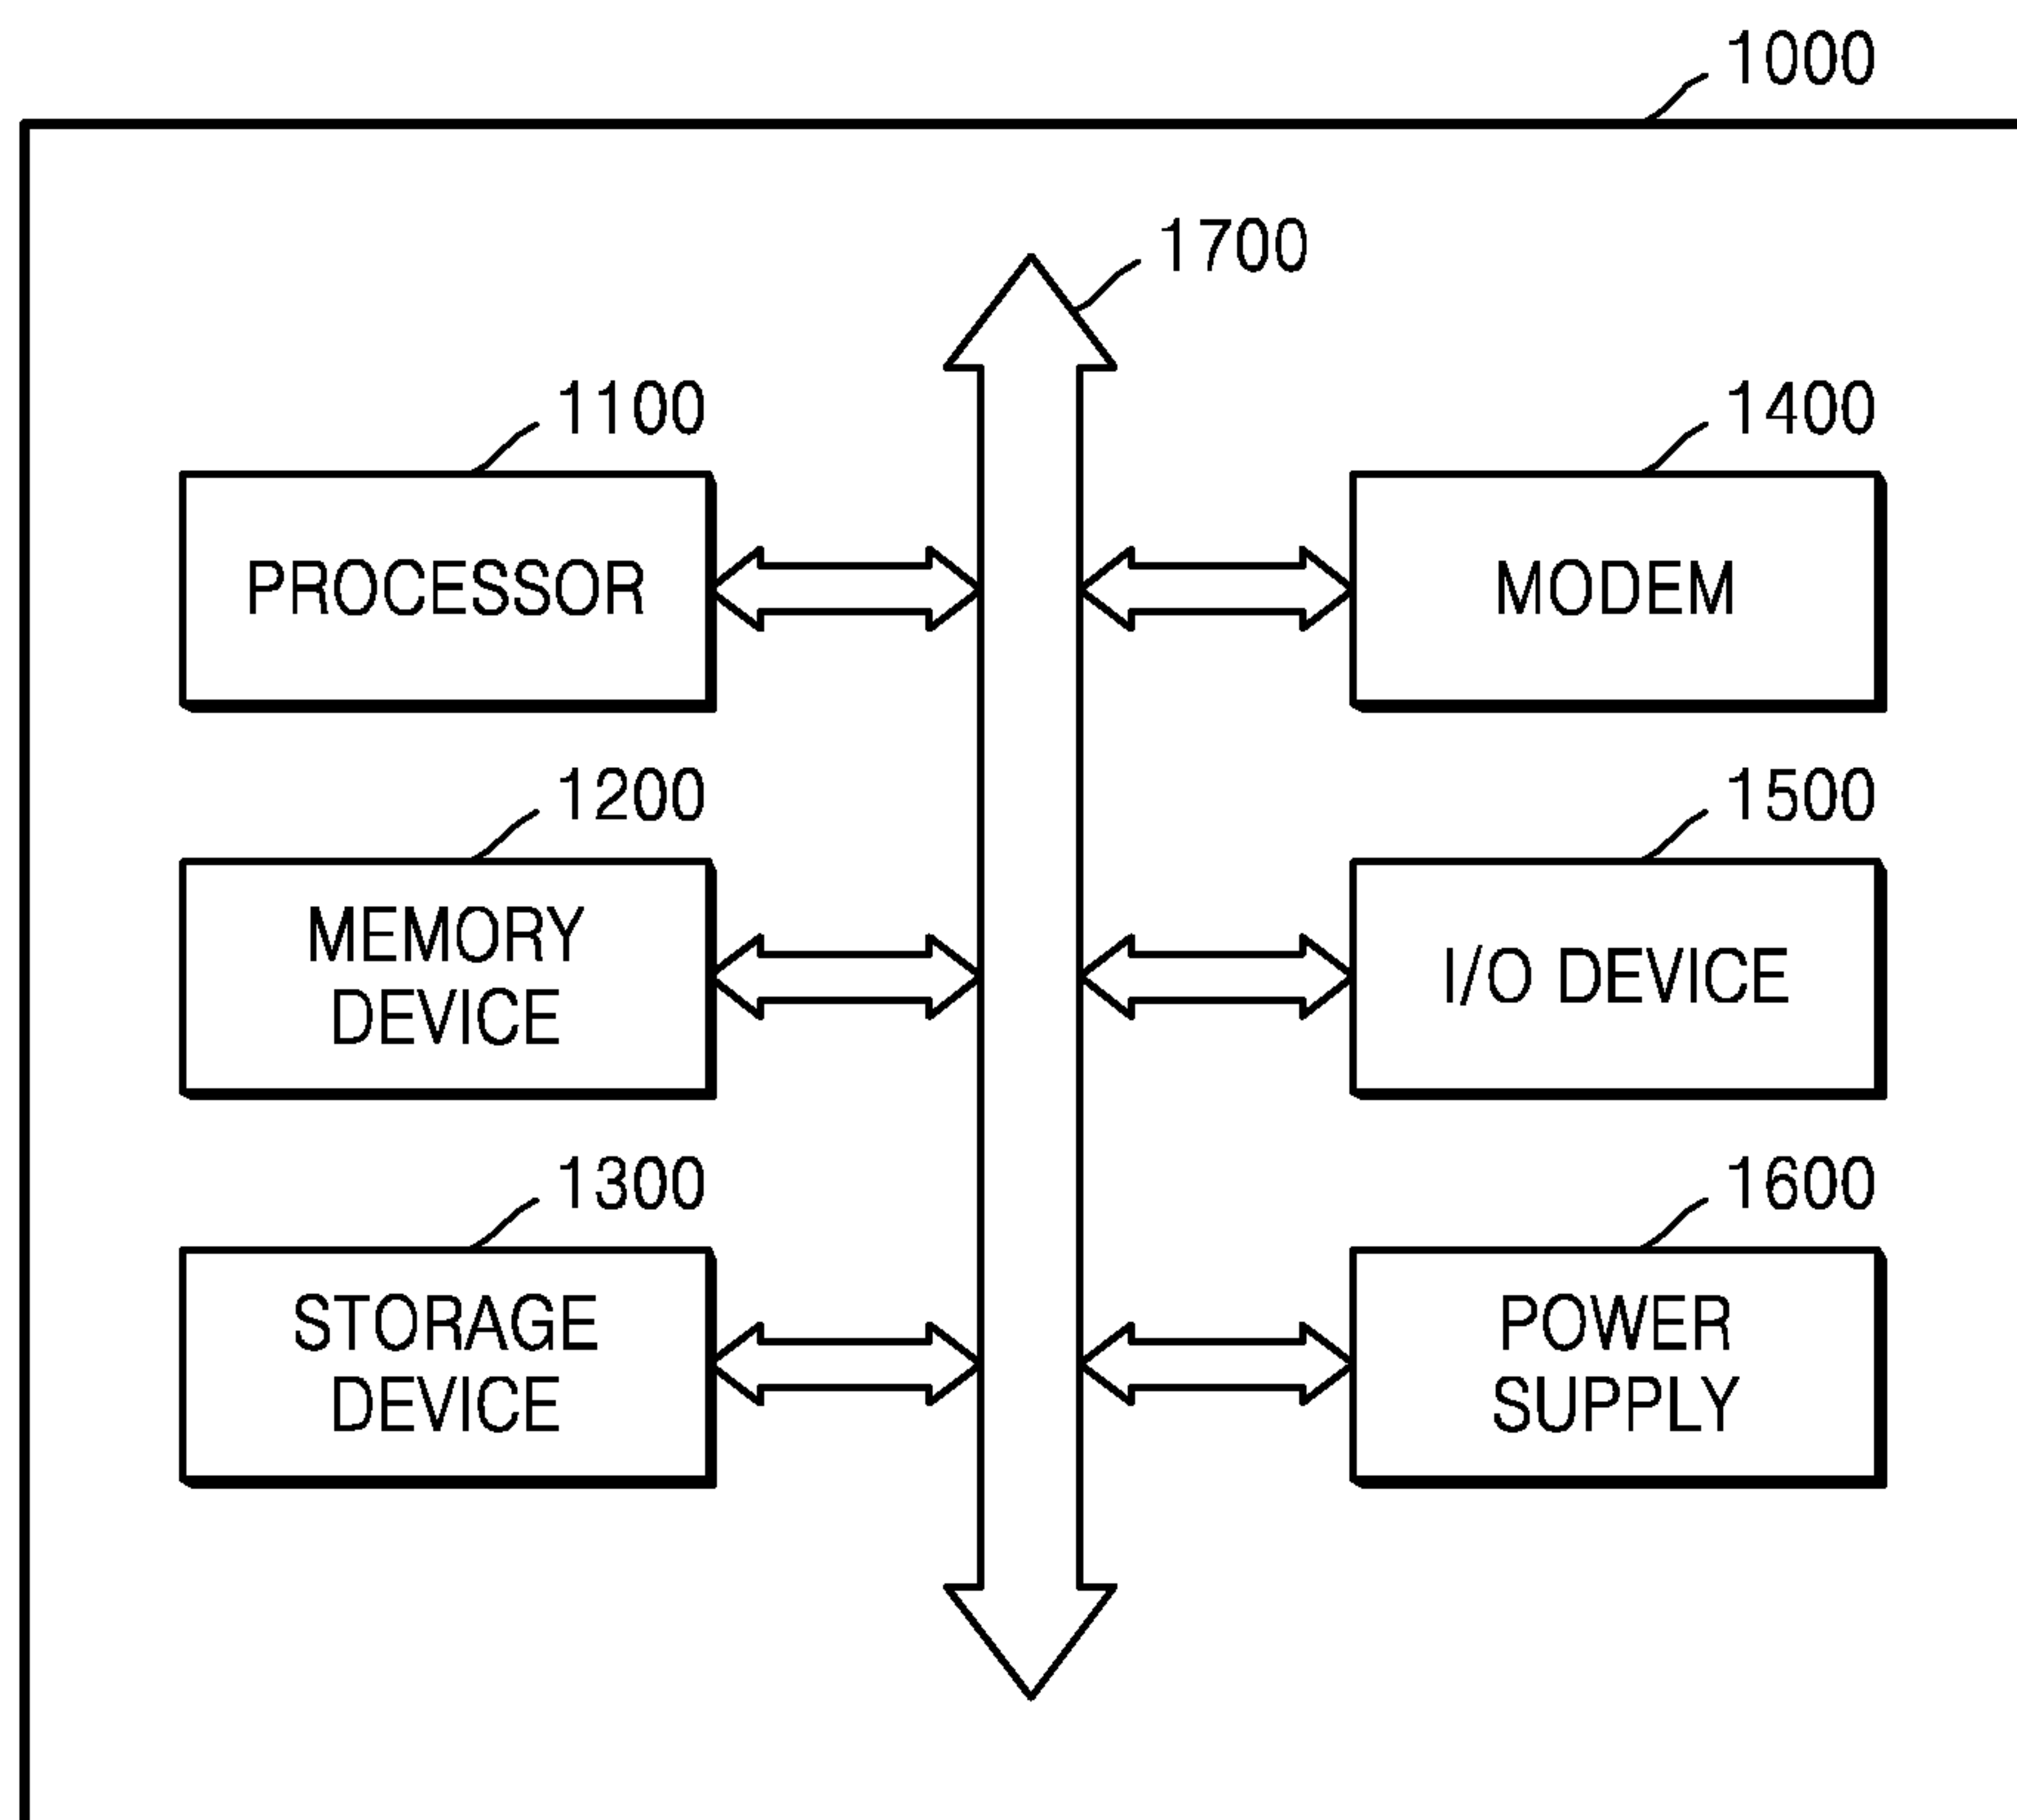 1000
1700
1100
PROCESSOR
1400
MODEM
1200
MEMORY
DEVICE
1500
I/O DEVICE
1300
STORAGE
DEVICE
1600
POWER
SUPPLY